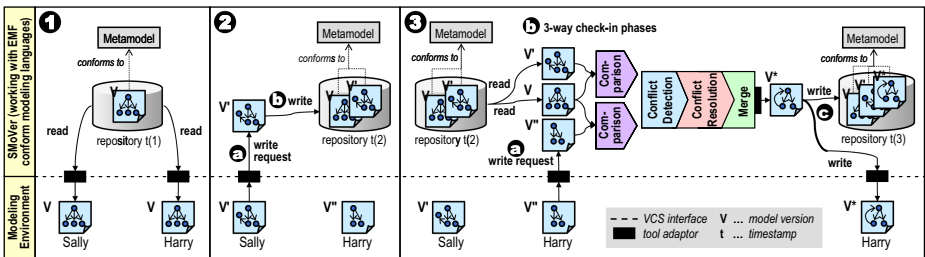 SMoVer (working with EMF
conform modeling languages)
Modeling
Environment
1
Metamodel
conforms to
V
read
read
repository t(1)
V
Sally
V
Harry
2
Metamodel
conforms to
V'
b write
V
V'
repository t(2)
a write
request
V'
Sally
V''
Harry
3
Metamodel
conforms to
V
V'
repository t(2)
read
read
b 3-way check-in phases
V'
V
V''
a write request
Com-
parison
Com-
parison
Conflict
Detection
Conflict
Resolution
Merge
V*
write
c
write
Metamodel
conforms to
V
V'
V*
repository t(3)
V'
Sally
V''
Harry
VCS interface
tool adaptor
V ... model version
t ... timestamp
V*
Harry